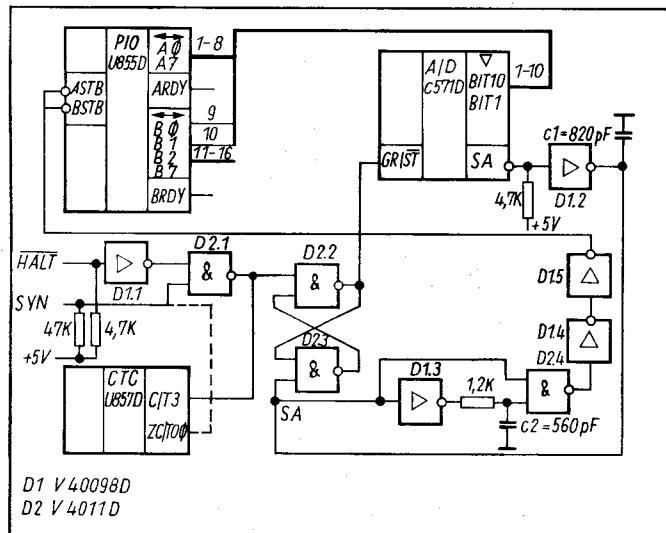 PIO
U855D
AØ
A7
1-8
ASTB
BSTB
ARDY
9
BØ
B1
10
B2
11-16
B7
BRDY
A/D
C571D
BIT10
BIT1
1-10
GR/ST
SA
c1=820pF
4,7K
+5V
D1.2
HALT
D1.1
D2.1
&
D2.2
&
SYN
47K
4,7K
+5V
D2.3
&
D1.5
D1.4
CTC
U857D
C/T3
ZC/TOØ
SA
D1.3
1,2K
D2.4
&
c2=560pF
D1 V40098D
D2 V4011D